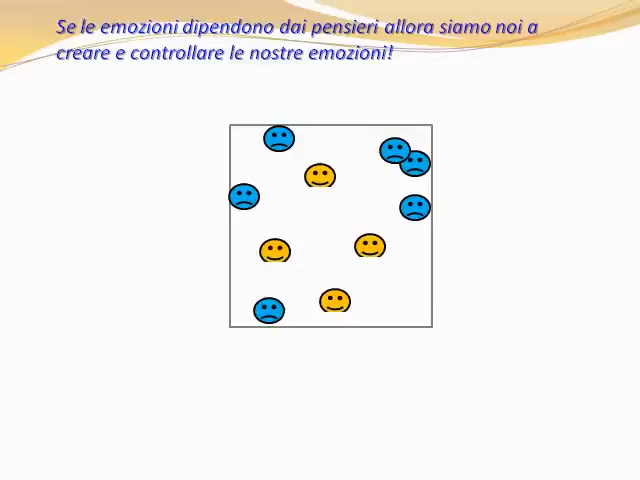 Se le emozioni dipendono dai pensieri allora siamo noi a
creare e controllare le nostre emozioni!